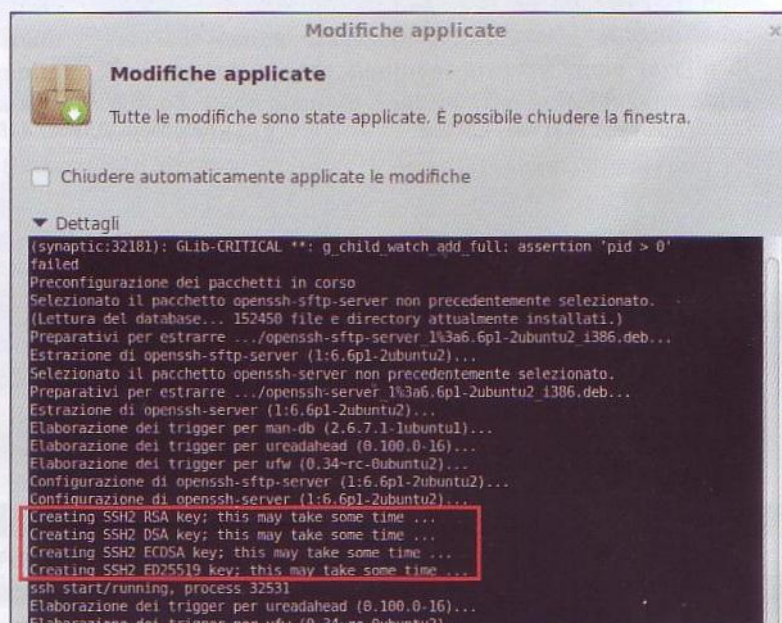 Modifiche applicate
Modifiche applicate
Tutte le modifiche sono state applicate. È possibile chiudere la finestra.
Chiudere automaticamente applicate le modifiche
Dettagli
(synaptic:32181): GLib-CRITICAL **: g_child_watch_add_full: assertion 'pid > 0'
failed
Preconfigurazione dei pacchetti in corso
Selezionato il pacchetto openssh-sftp-server non precedentemente selezionato.
(Lettura del database... 152450 file e directory attualmente installati.)
Preparativi per estrarre .../openssh-sftp-server_1%3a6.6p1-2ubuntu2_i386.deb...
Estrazione di openssh-sftp-server (1:6.6p1-2ubuntu2)...
Selezionato il pacchetto openssh-server non precedentemente selezionato.
Preparativi per estrarre .../openssh-server_1%3a6.6p1-2ubuntu2_i386.deb...
Estrazione di openssh-server (1:6.6p1-2ubuntu2)...
Elaborazione dei trigger per man-db (2.6.7.1-1ubuntu1)...
Elaborazione dei trigger per ureadahead (0.100.0-16)...
Elaborazione dei trigger per ufw (0.34~rc-0ubuntu2)...
Configurazione di openssh-sftp-server (1:6.6p1-2ubuntu2)...
Configurazione di openssh-server (1:6.6p1-2ubuntu2)...
Creating SSH2 RSA key; this may take some time ...
Creating SSH2 DSA key; this may take some time ...
Creating SSH2 ECDSA key; this may take some time ...
Creating SSH2 ED25519 key; this may take some time ...
ssh start/running, process 32531
Elaborazione dei trigger per ureadahead (0.100.0-16)...
Elaborazione dei trigger per ufw (0.34~rc-0ubuntu2)